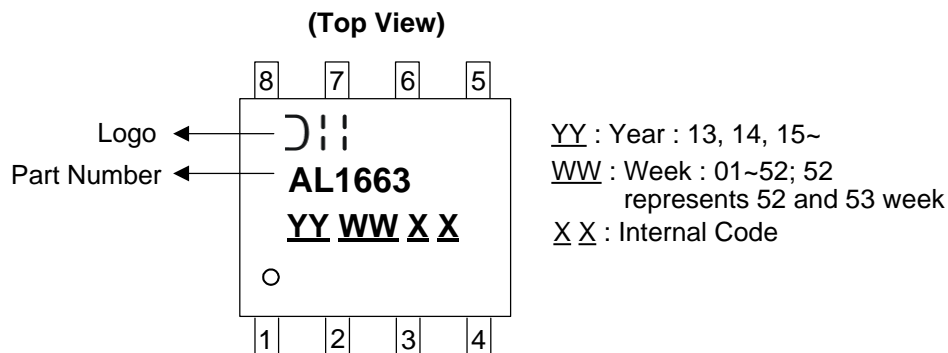 (Top View)
8 7 6 5
Logo
Part Number
AL1663
YY WW X X
1 2 3 4
YY : Year : 13, 14, 15~
WW : Week : 01~52; 52
represents 52 and 53 week
X X : Internal Code